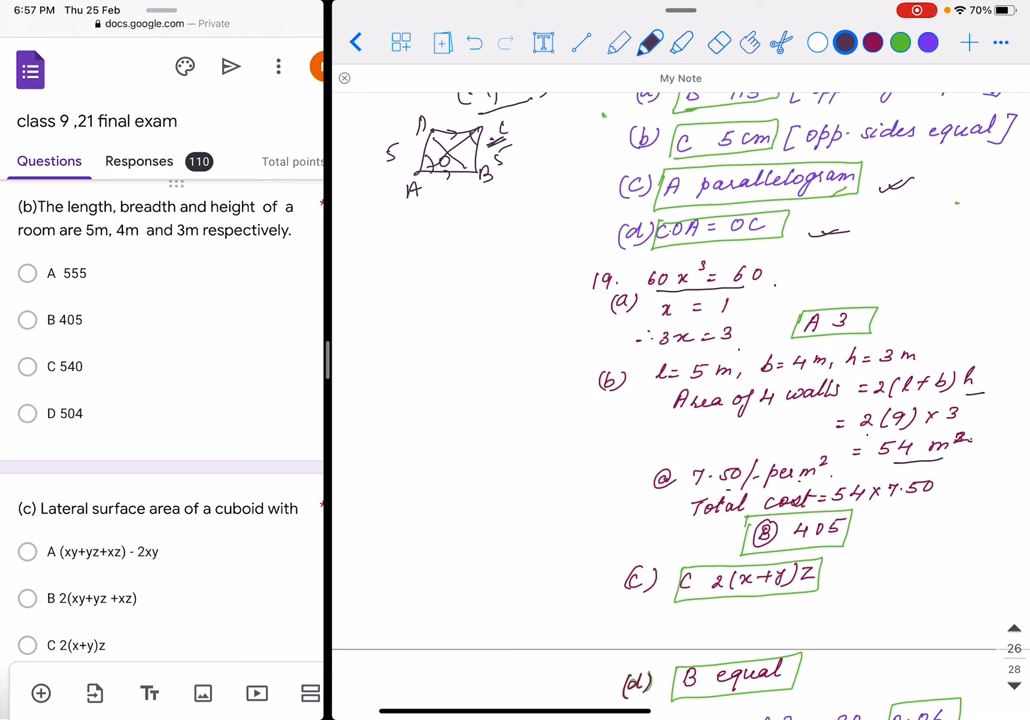 6:57 PM Thu 25 Feb
docs.google.com — Private
70%
class 9 ,21 final exam
Questions Responses 110 Total points
(b)The length, breadth and height of a *
room are 5m, 4m and 3m respectively.
A 555
B 405
C 540
D 504
(c) Lateral surface area of a cuboid with *
A (xy+yz+xz) - 2xy
B 2(xy+yz +xz)
C 2(x+y)z
Tt
My Note
D C
5 5
O
A B
(b) C 5 cm [opp. sides equal]
(c) A parallelogram
(d) C OA = OC
19. 60 x³ = 60.
(a) x = 1
∴ 3x = 3
A 3
(b) l = 5 m, b = 4 m, h = 3 m
Area of 4 walls = 2(l + b) h
= 2(9) × 3
= 54 m²
@ 7.50/- per m².
Total cost = 54 × 7.50
B 405
(C) C 2(x+y)z
26
28
(d) B equal